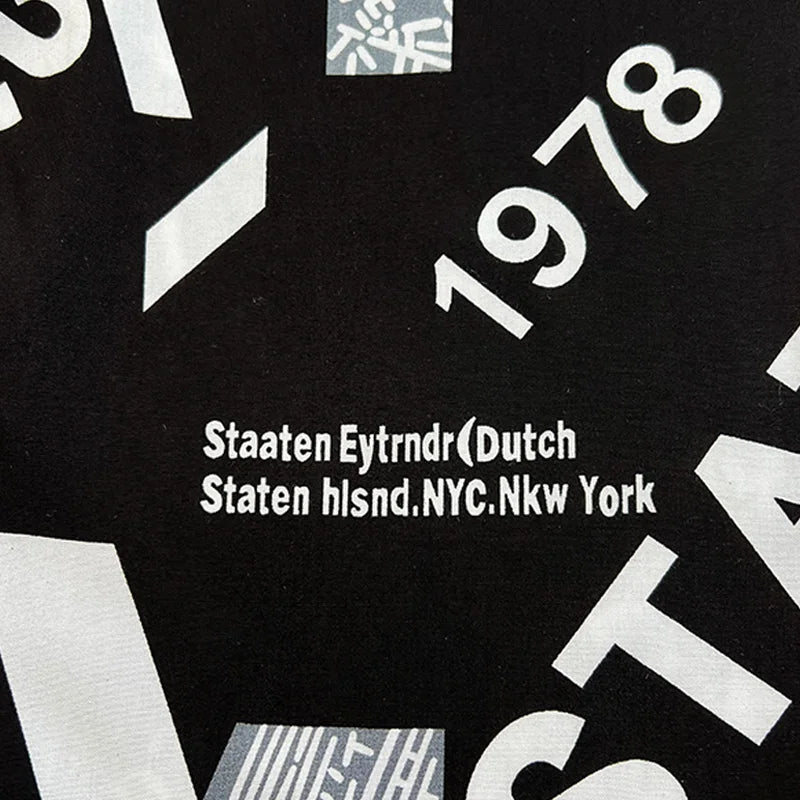 1978
Staaten Eytrndr(Dutch
Staten hlsnd.NYC.Nkw York
STA